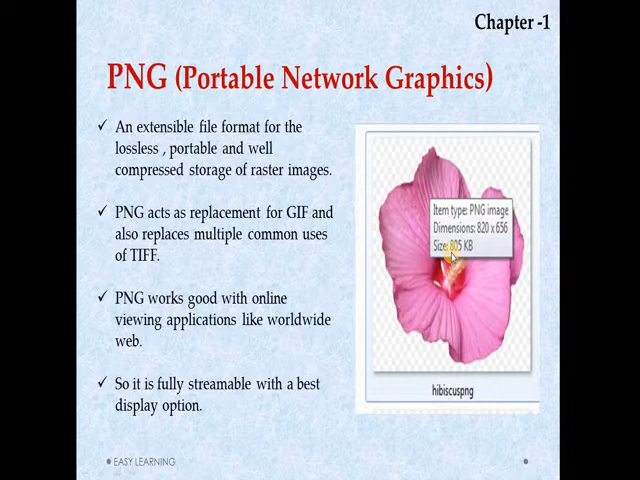 Chapter -1
PNG (Portable Network Graphics)
✓ An extensible file format for the
lossless , portable and well
compressed storage of raster images.
✓ PNG acts as replacement for GIF and
also replaces multiple common uses
of TIFF.
✓ PNG works good with online
viewing applications like worldwide
web.
✓ So it is fully streamable with a best
display option.
Item type: PNG image
Dimensions: 820 x 656
Size: 805 KB
hibiscuspng
EASY LEARNING